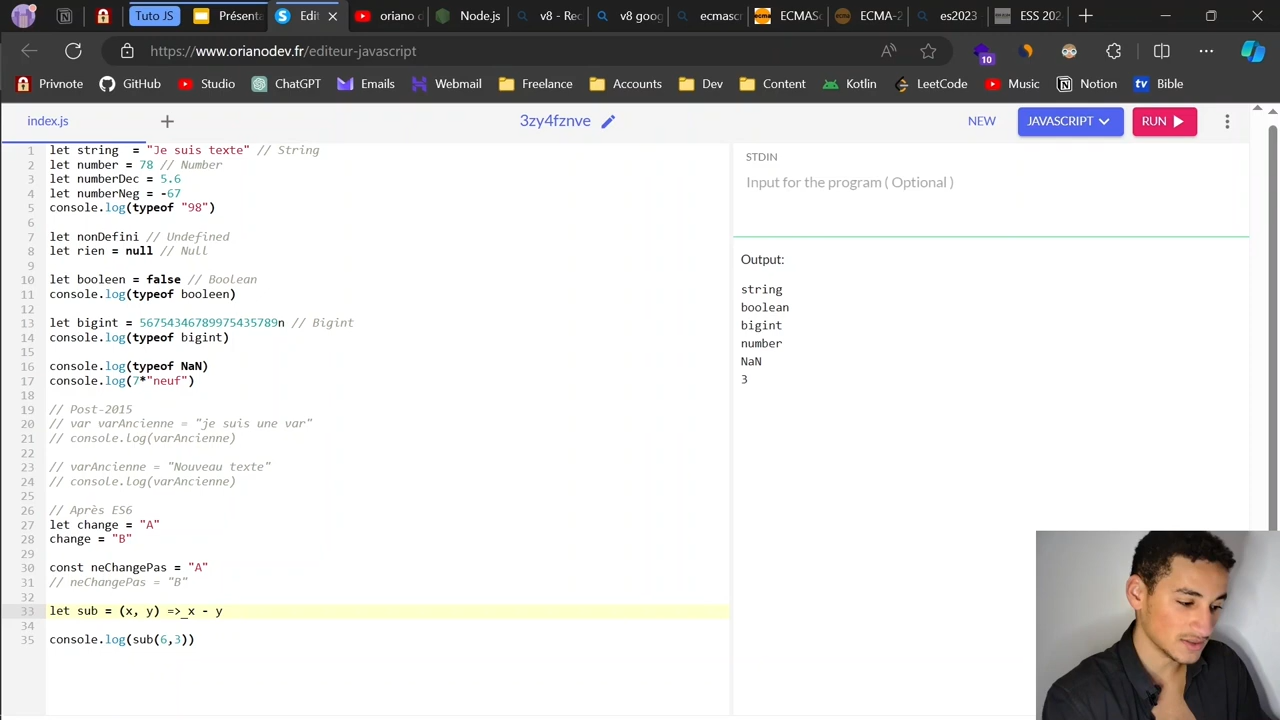 Tuto JS
Présenta
Edit
oriano d
Node.js
v8 - Rec
v8 goog
ecmascr
ECMASc
ECMA-2
es2023
ESS 202
https://www.orianodev.fr/editeur-javascript
10
Privnote
GitHub
Studio
ChatGPT
Emails
Wmail
Freelance
Accounts
Dev
Content
Kotlin
LeetCode
Music
Notion
tv Bible
index.js
3zy4fznve
NEW
JAVASCRIPT
RUN
1 let string  = "Je suis texte" // String
2 let number = 78 // Number
3 let numberDec = 5.6
4 let numberNeg = -67
5 console.log(typeof "98")
6
7 let nonDefini // Undefined
8 let rien = null // Null
9
10 let booleen = false // Boolean
11 console.log(typeof booleen)
12
13 let bigint = 56754346789975435789n // Bigint
14 console.log(typeof bigint)
15
16 console.log(typeof NaN)
17 console.log(7*"neuf")
18
19 // Post-2015
20 // var varAncienne = "je suis une var"
21 // console.log(varAncienne)
22
23 // varAncienne = "Nouveau texte"
24 // console.log(varAncienne)
25
26 // Après ES6
27 let change = "A"
28 change = "B"
29
30 const neChangePas = "A"
31 // neChangePas = "B"
32
33 let sub = (x, y) => x - y
34
35 console.log(sub(6,3))
STDIN
Input for the program ( Optional )
Output:
string
boolean
bigint
number
NaN
3